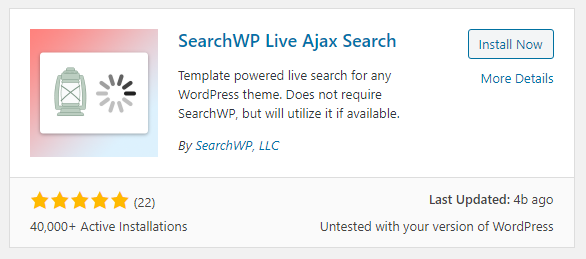 SearchWP Live Ajax Search
Install Now
More Details
Template powered live search for any
WordPress theme. Does not require
SearchWP, but will utilize it if available.
By SearchWP, LLC
(22)
Last Updated: 4b ago
40,000+ Active Installations
Untested with your version of WordPress